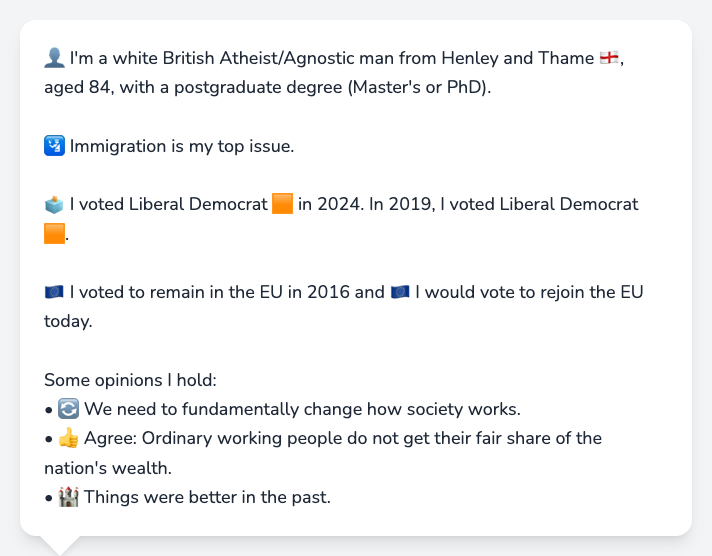 👤 I'm a white British Atheist/Agnostic man from Henley and Thame 🏴󠁧󠁢󠁥󠁮󠁧󠁿,
aged 84, with a postgraduate degree (Master's or PhD).
🛂 Immigration is my top issue.
🗳️ I voted Liberal Democrat 🟧 in 2024. In 2019, I voted Liberal Democrat
🟧.
🇪🇺 I voted to remain in the EU in 2016 and 🇪🇺 I would vote to rejoin the EU
today.
Some opinions I hold:
• 🔄 We need to fundamentally change how society works.
• 👍 Agree: Ordinary working people do not get their fair share of the
nation's wealth.
• 🏰 Things were better in the past.